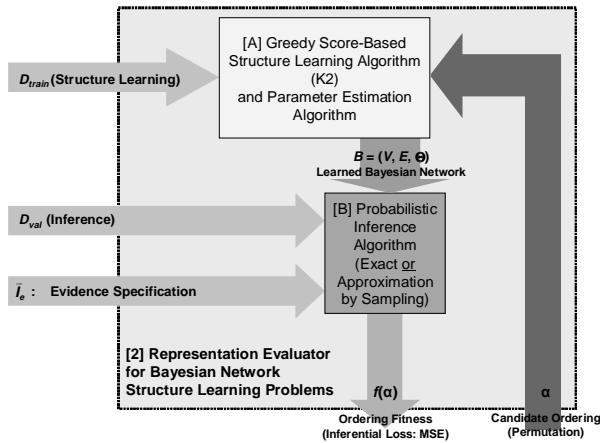 [A] Greedy Score-Based
Structure Learning Algorithm
(K2)
and Parameter Estimation
Algorithm
D_train (Structure Learning)
B = (V, E, Θ)
Learned Bayesian Network
D_val (Inference)
[B] Probabilistic
Inference
Algorithm
(Exact or
Approximation
by Sampling)
I_e : Evidence Specification
[2] Representation Evaluator
for Bayesian Network
Structure Learning Problems
f(α)
α
Ordering Fitness
(Inferential Loss: MSE)
Candidate Ordering
(Permutation)